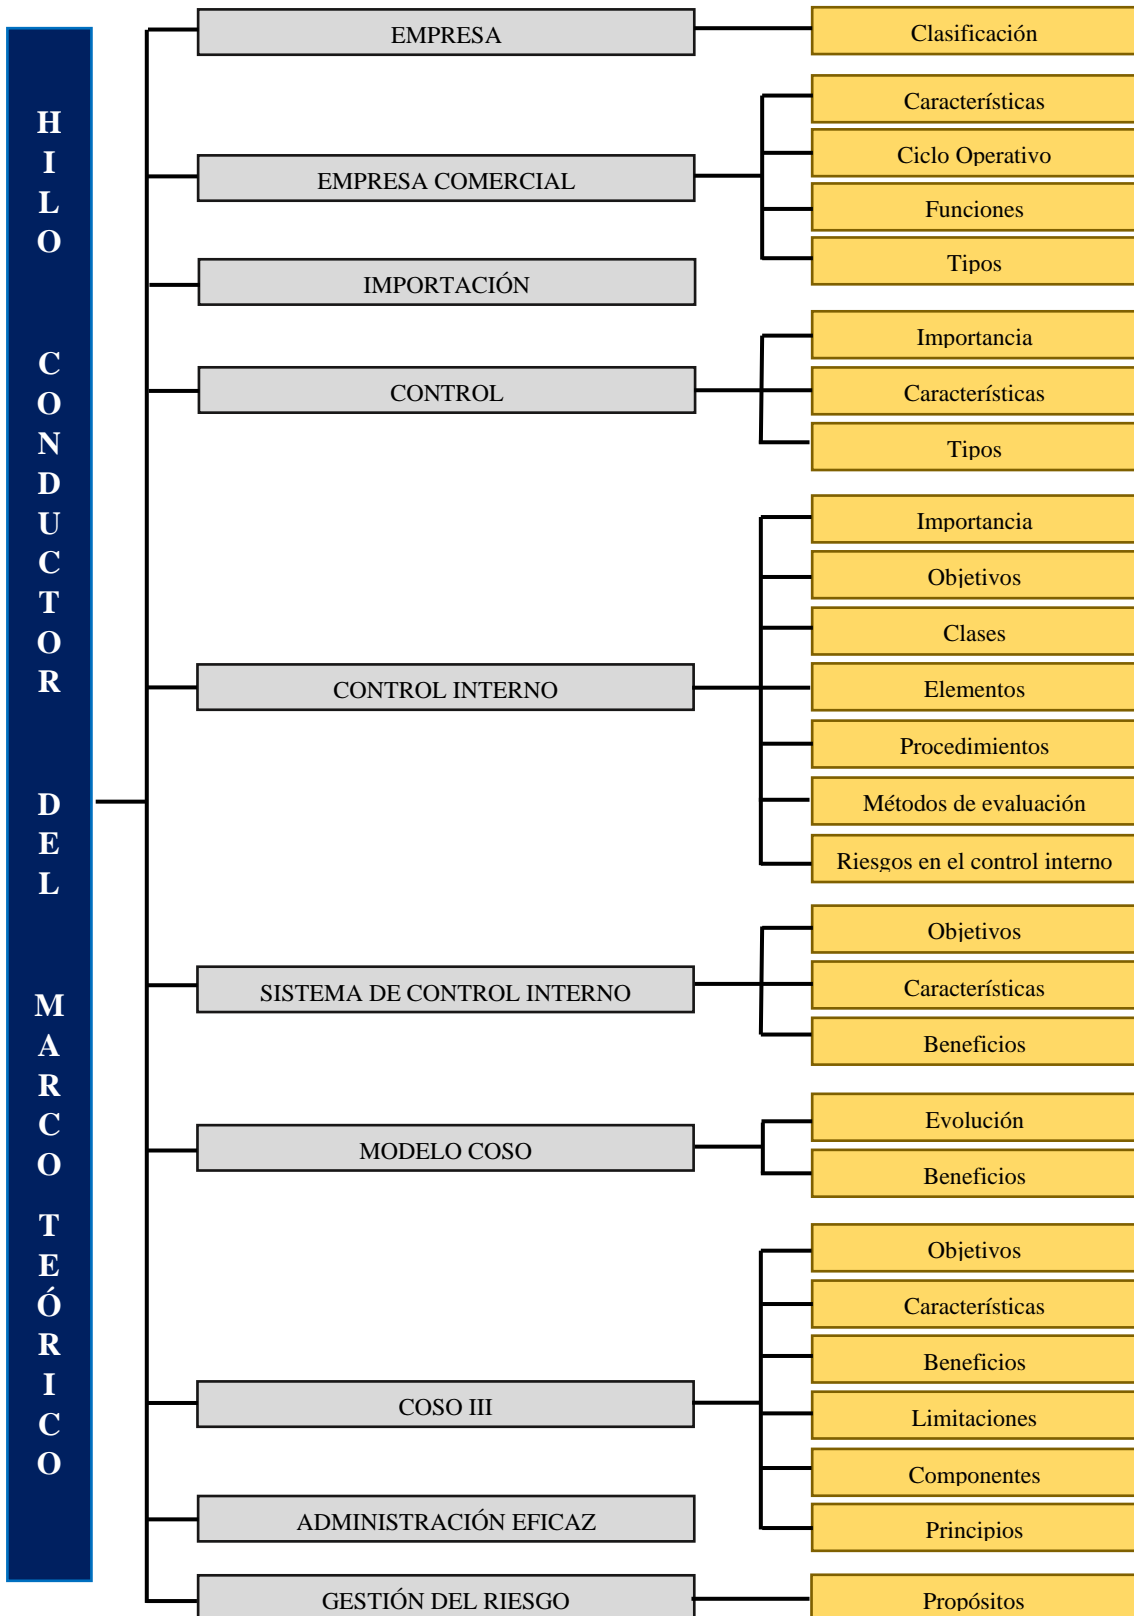 HILO CONDUCTOR DEL MARCO TEÓRICO
EMPRESA
Clasificación
EMPRESA COMERCIAL
Características
Ciclo Operativo
Funciones
Tipos
IMPORTACIÓN
CONTROL
Importancia
Características
Tipos
CONTROL INTERNO
Importancia
Objetivos
Clases
Elementos
Procedimientos
Métodos de evaluación
Riesgos en el control interno
SISTEMA DE CONTROL INTERNO
Objetivos
Características
Beneficios
MODELO COSO
Evolución
Beneficios
COSO III
Objetivos
Características
Beneficios
Limitaciones
Componentes
Principios
ADMINISTRACIÓN EFICAZ
GESTIÓN DEL RIESGO
Propósitos